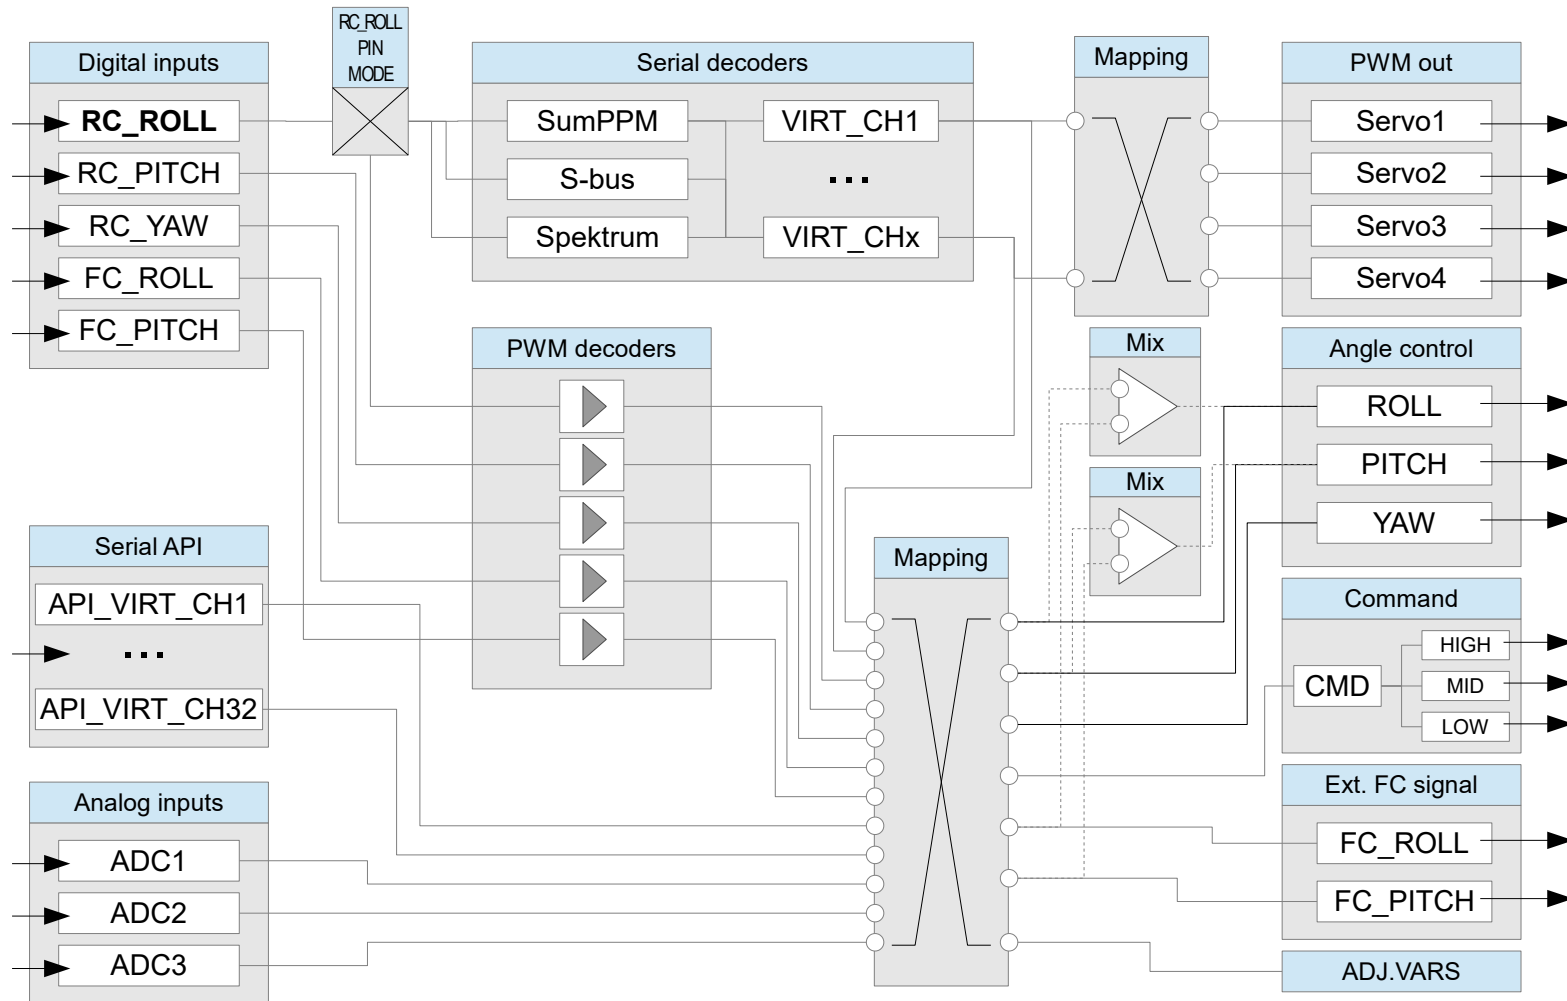 RC_ROLL
PIN
MODE
Digital inputs
RC_ROLL
RC_PITCH
RC_YAW
FC_ROLL
FC_PITCH
Serial decoders
SumPPM
VIRT_CH1
S-bus
...
Spektrum
VIRT_CHx
Mapping
PWM out
Servo1
Servo2
Servo3
Servo4
PWM decoders
Mix
Mix
Angle control
ROLL
PITCH
YAW
Serial API
API_VIRT_CH1
...
API_VIRT_CH32
Mapping
Command
CMD
HIGH
MID
LOW
Analog inputs
ADC1
ADC2
ADC3
Ext. FC signal
FC_ROLL
FC_PITCH
ADJ.VARS